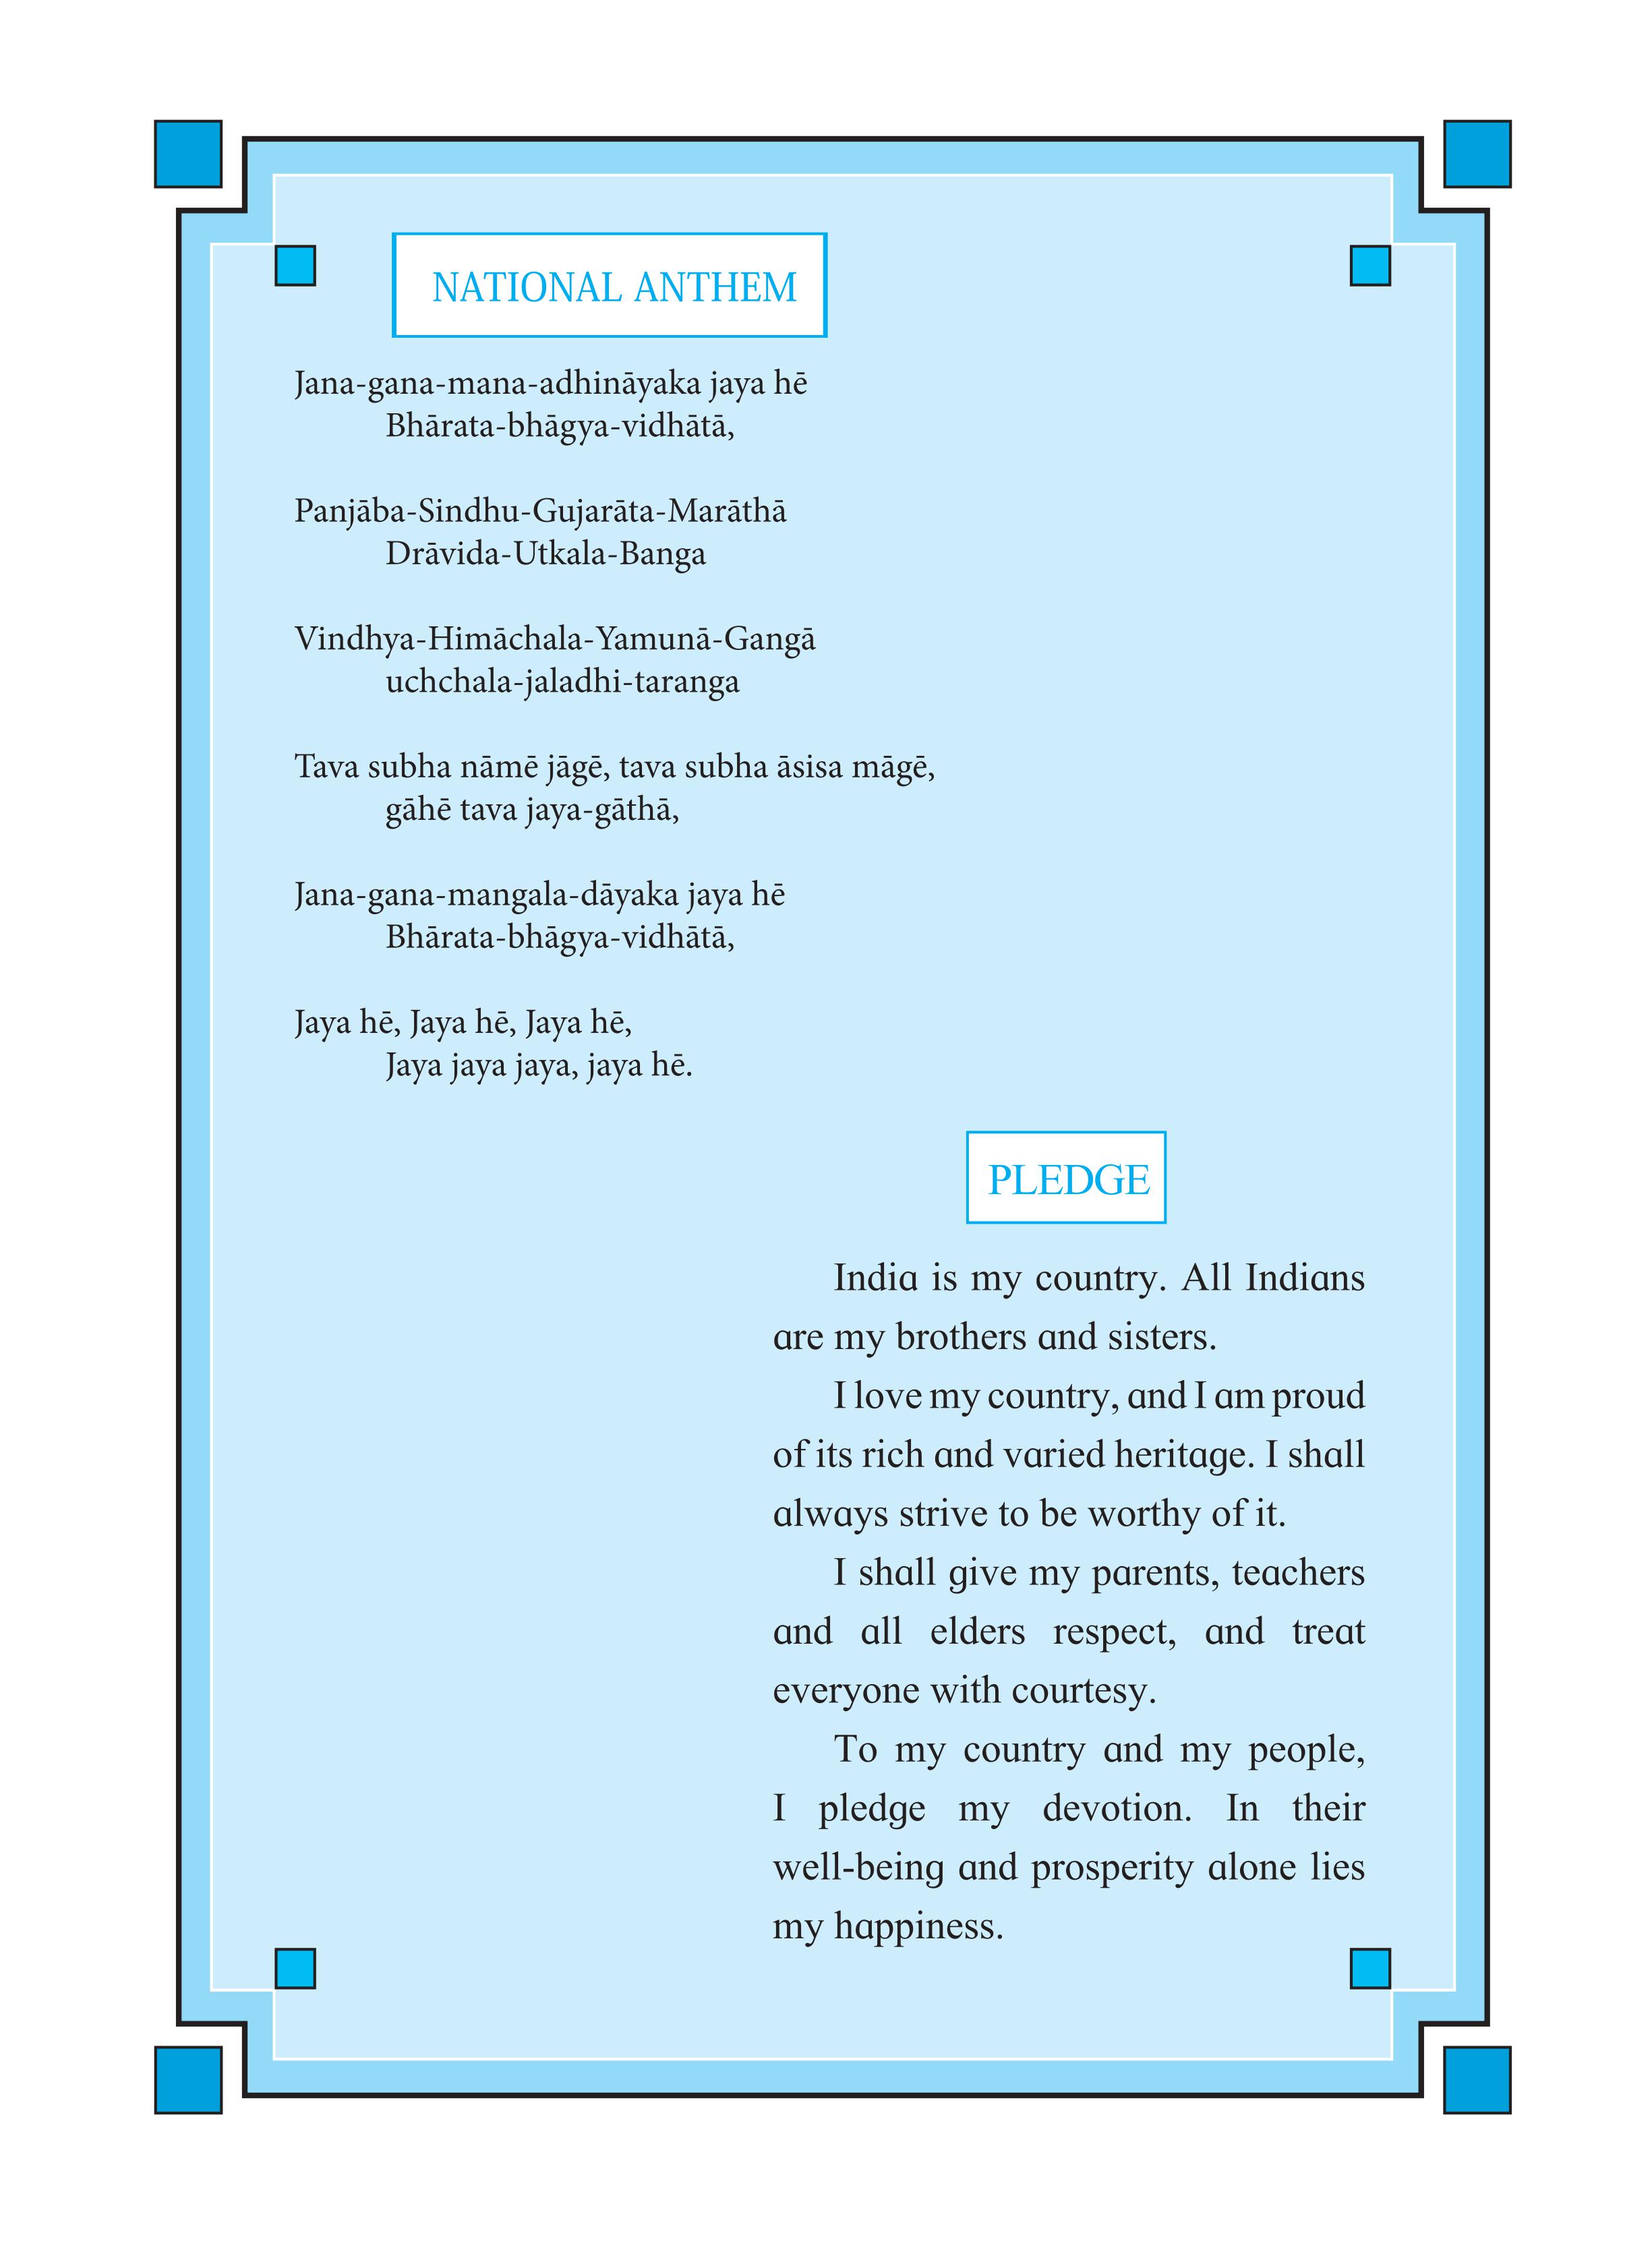 NATIONAL ANTHEM
Jana-gana-mana-adhināyaka jaya hē
Bhārata-bhāgya-vidhātā,
Panjāba-Sindhu-Gujarāta-Marāthā
Drāvida-Utkala-Banga
Vindhya-Himāchala-Yamunā-Gangā
uchchala-jaladhi-taranga
Tava subha nāmē jāgē, tava subha āsisa māgē,
gāhē tava jaya-gāthā,
Jana-gana-mangala-dāyaka jaya hē
Bhārata-bhāgya-vidhātā,
Jaya hē, Jaya hē, Jaya hē,
Jaya jaya jaya, jaya hē.
PLEDGE
India is my country. All Indians
are my brothers and sisters.
I love my country, and I am proud
of its rich and varied heritage. I shall
always strive to be worthy of it.
I shall give my parents, teachers
and all elders respect, and treat
everyone with courtesy.
To my country and my people,
I pledge my devotion. In their
well-being and prosperity alone lies
my happiness.